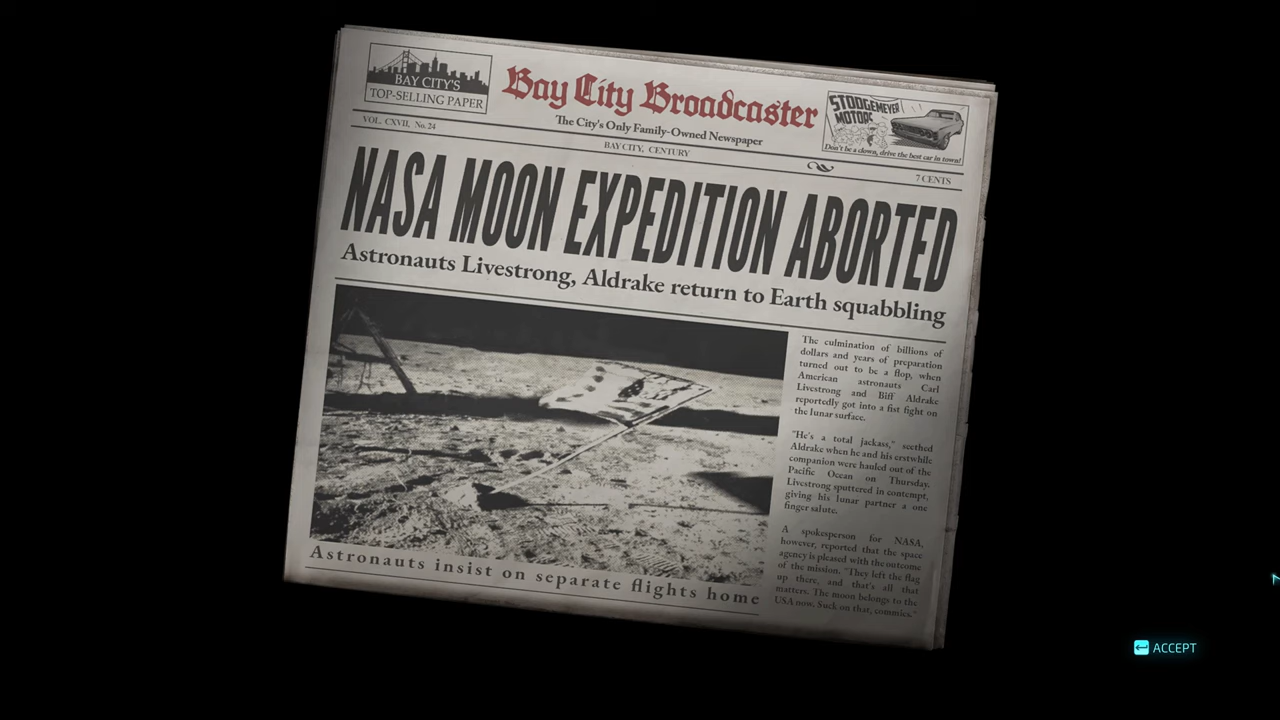 BAY CITY'S
TOP-SELLING PAPER
Bay City Broadcaster
The City's Only Family-Owned Newspaper
STODGEMEYER
MOTORS
Don't be a clown, drive the best car in town!
VOL. CXVII, No. 24
BAY CITY, CENTURY
7 CENTS
NASA MOON EXPEDITION ABORTED
Astronauts Livestrong, Aldrake return to Earth squabbling
The culmination of billions of
dollars and years of preparation
turned out to be a flop, when
American astronauts Carl
Livestrong and Biff Aldrake
reportedly got into a fist fight on
the lunar surface.
"He's a total jackass," seethed
Aldrake when he and his erstwhile
companion were hauled out of the
Pacific Ocean on Thursday.
Livestrong sputtered in contempt,
giving his lunar partner a one
finger salute.
A spokesperson for NASA,
however, reported that the space
agency is pleased with the outcome
of the mission. "They left the flag
up there, and that's all that
matters. The moon belongs to the
USA now. Suck on that, commies."
Astronauts insist on separate flights home
ACCEPT